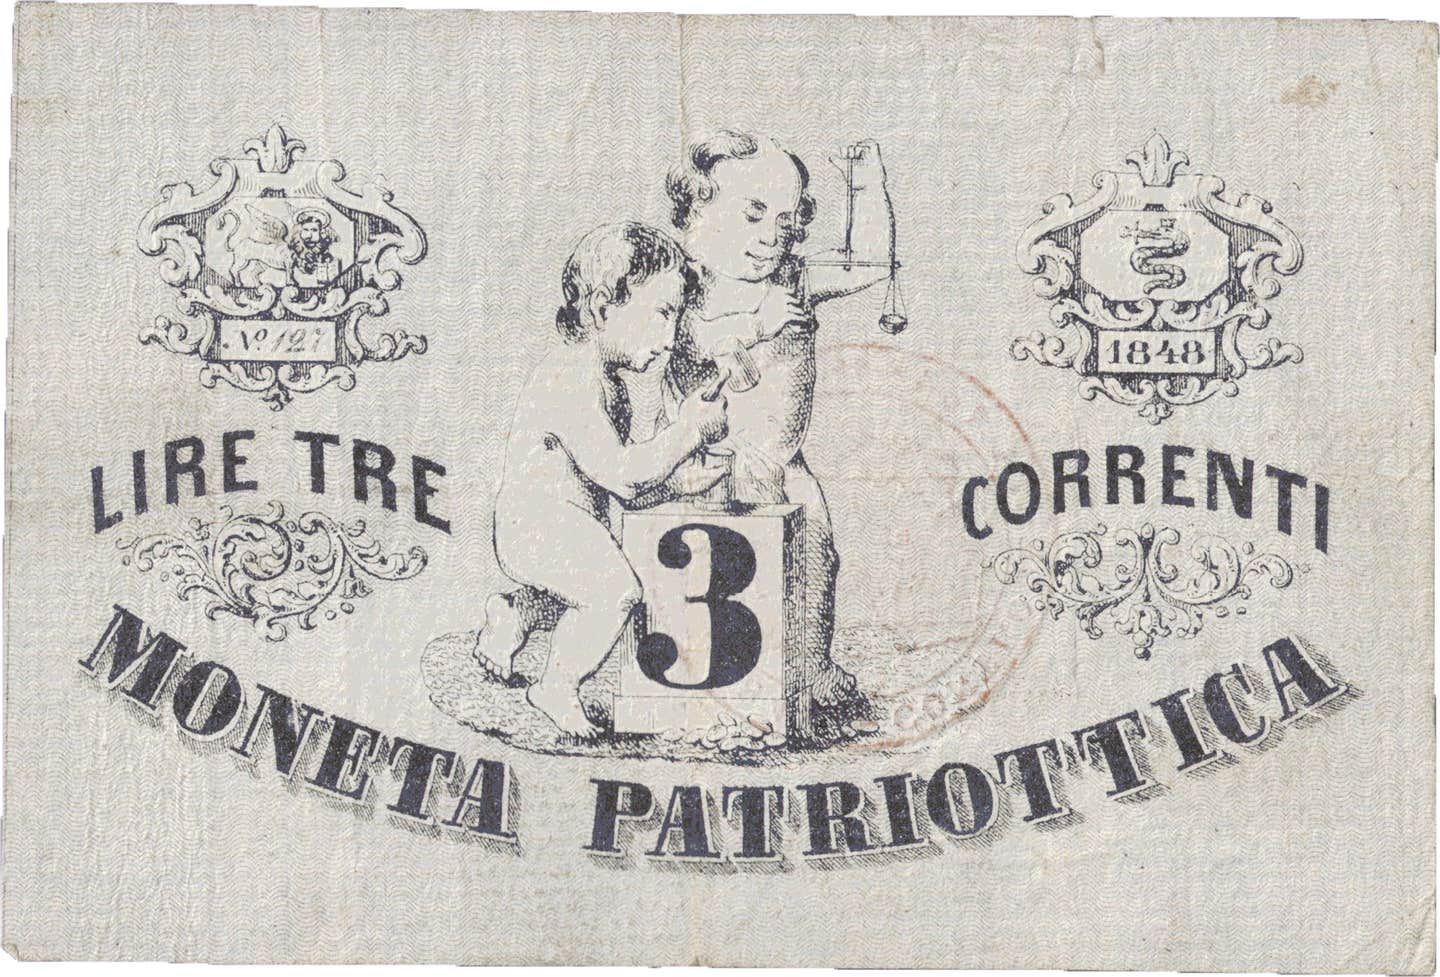 Nº 127
1848
LIRE TRE
CORRENTI
3
MONETA PATRIOTTICA